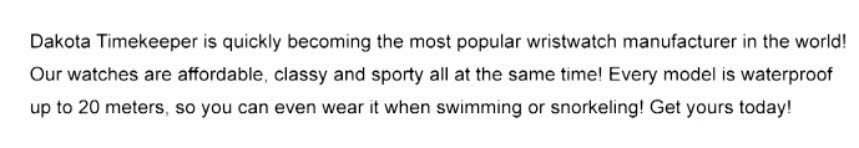 Dakota Timekeeper is quickly becoming the most popular wristwatch manufacturer in the world!
Our watches are affordable, classy and sporty all at the same time! Every model is waterproof
up to 20 meters, so you can even wear it when swimming or snorkeling! Get yours today!